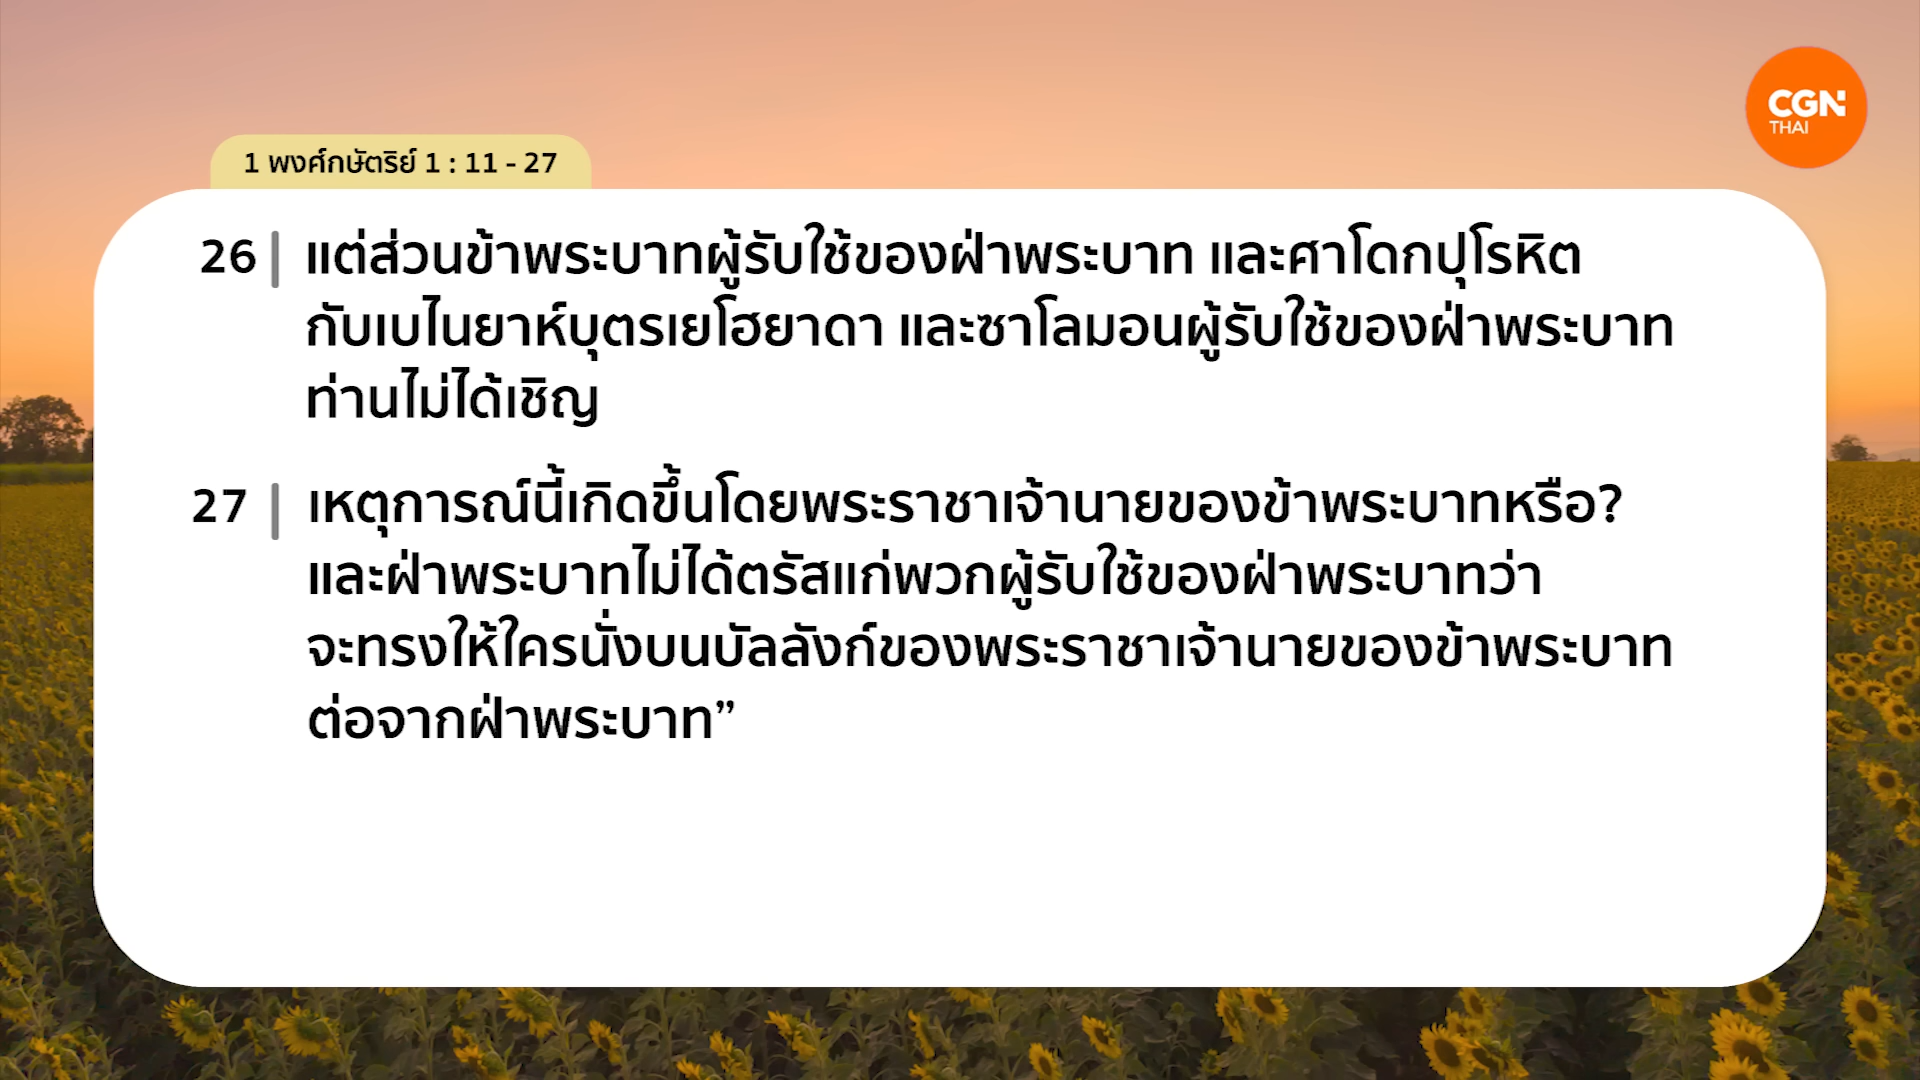 CGN
THAI
1 พงศ์กษัตริย์ 1 : 11 - 27
26 แต่ส่วนข้าพระบาทผู้รับใช้ของฝ่าพระบาท และศาโดกปุโรหิต
กับเบไนยาห์บุตรเยโฮยาดา และซาโลมอนผู้รับใช้ของฝ่าพระบาท
ท่านไม่ได้เชิญ
27 เหตุการณ์นี้เกิดขึ้นโดยพระราชาเจ้านายของข้าพระบาทหรือ?
และฝ่าพระบาทไม่ได้ตรัสแก่พวกผู้รับใช้ของฝ่าพระบาทว่า
จะทรงให้ใครนั่งบนบัลลังก์ของพระราชาเจ้านายของข้าพระบาท
ต่อจากฝ่าพระบาท”